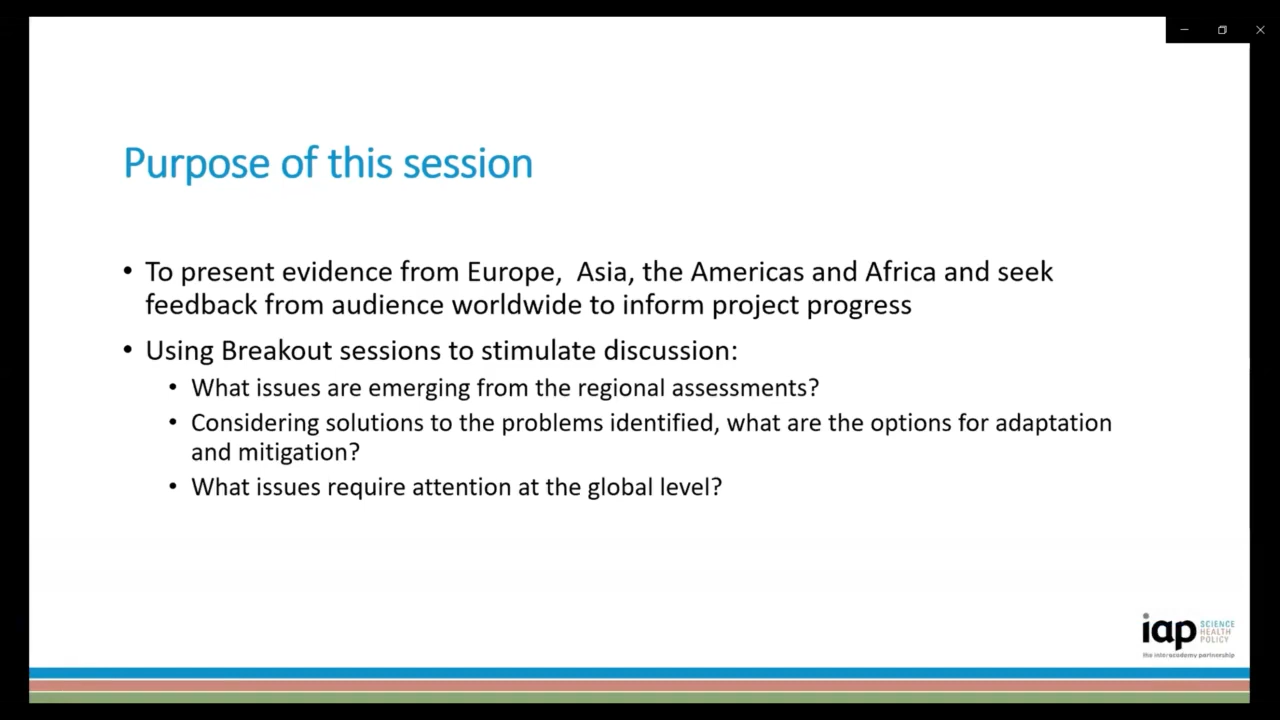 Purpose of this session
• To present evidence from Europe,  Asia, the Americas and Africa and seek
feedback from audience worldwide to inform project progress
• Using Breakout sessions to stimulate discussion:
• What issues are emerging from the regional assessments?
• Considering solutions to the problems identified, what are the options for adaptation
and mitigation?
• What issues require attention at the global level?
iap SCIENCE
HEALTH
POLICY
the interacademy partnership